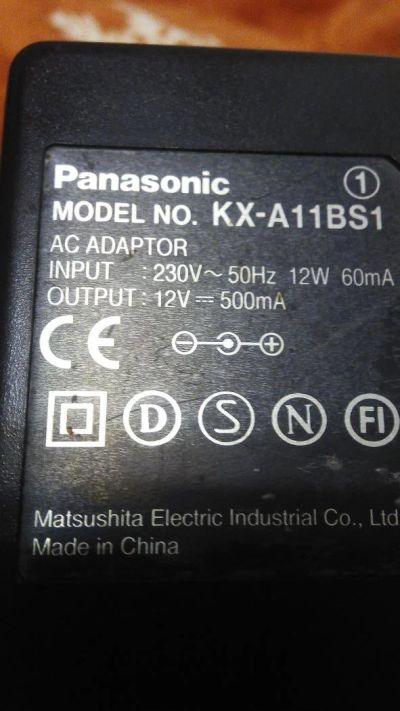 Panasonic ①
MODEL NO. KX-A11BS1
AC ADAPTOR
INPUT : 230V~ 50Hz 12W 60mA
OUTPUT : 12V⎓ 500mA
CE
D S N FI
Matsushita Electric Industrial Co., Ltd
Made in China